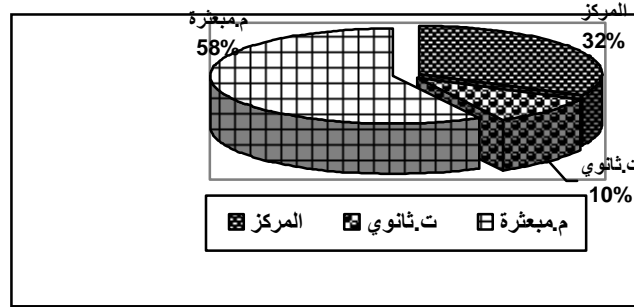 المركز
32%
م.مبعثرة
58%
ت.ثانوي
10%
المركز ت.ثانوي م.مبعثرة